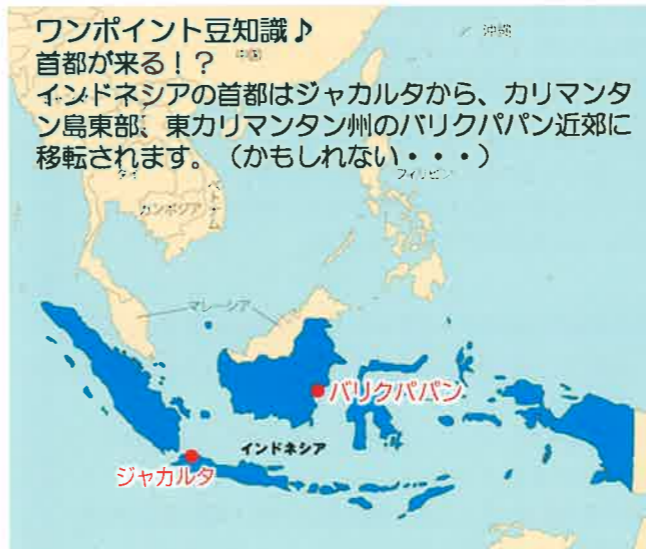 ワンポイント豆知識♪
首都が来る！？
インドネシアの首都はジャカルタから、カリマンタ
ン島東部、東カリマンタン州のバリクパパン近郊に
移転されます。（かもしれない・・・）
沖縄
中国
タイ
ベトナム
カンボジア
フィリピン
マレーシア
バリクパパン
インドネシア
ジャカルタ